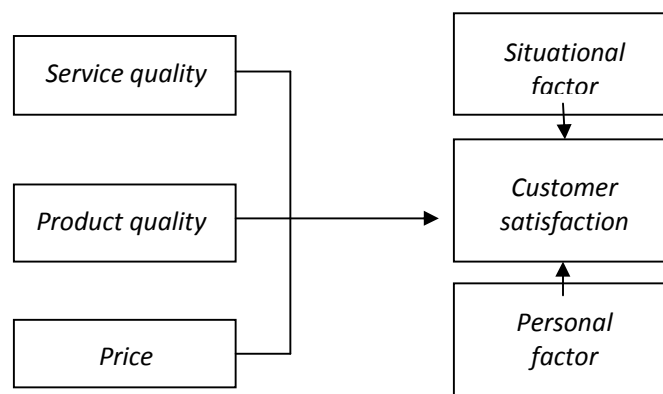 Service quality
Product quality
Price
Situational
factor
Customer
satisfaction
Personal
factor